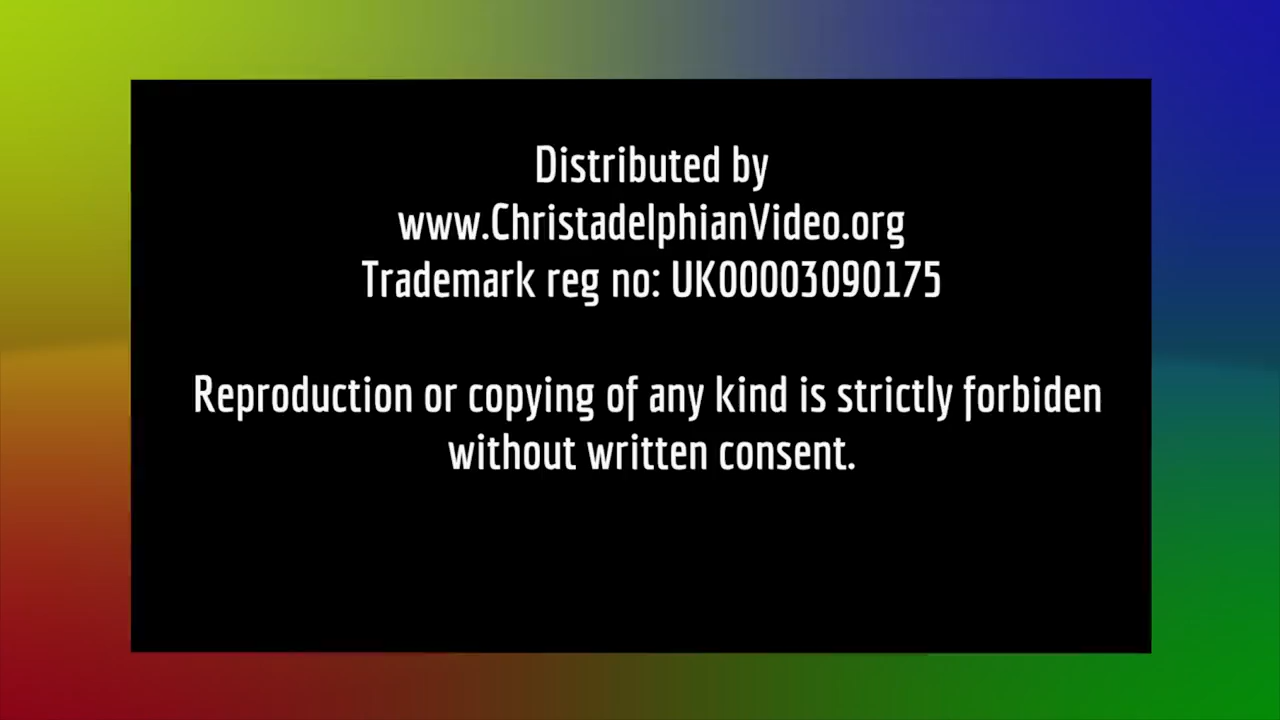 Distributed by
www.ChristadelphianVideo.org
Trademark reg no: UK00003090175
Reproduction or copying of any kind is strictly forbiden
without written consent.